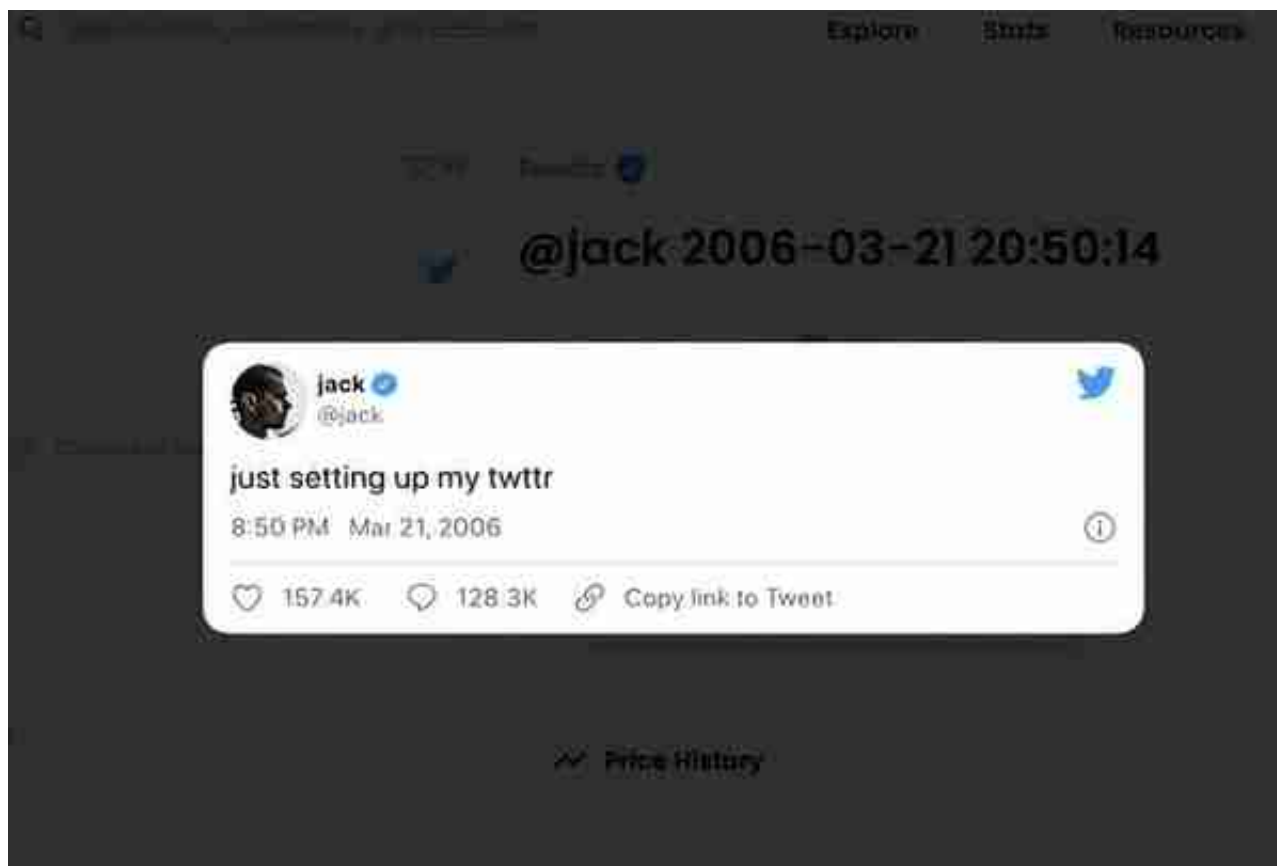 Explore Stats Resources
@jack 2006-03-21 20:50:14
jack
@jack
just setting up my twttr
8:50 PM Mar 21, 2006
157.4K 128.3K Copy link to Tweet
Price History